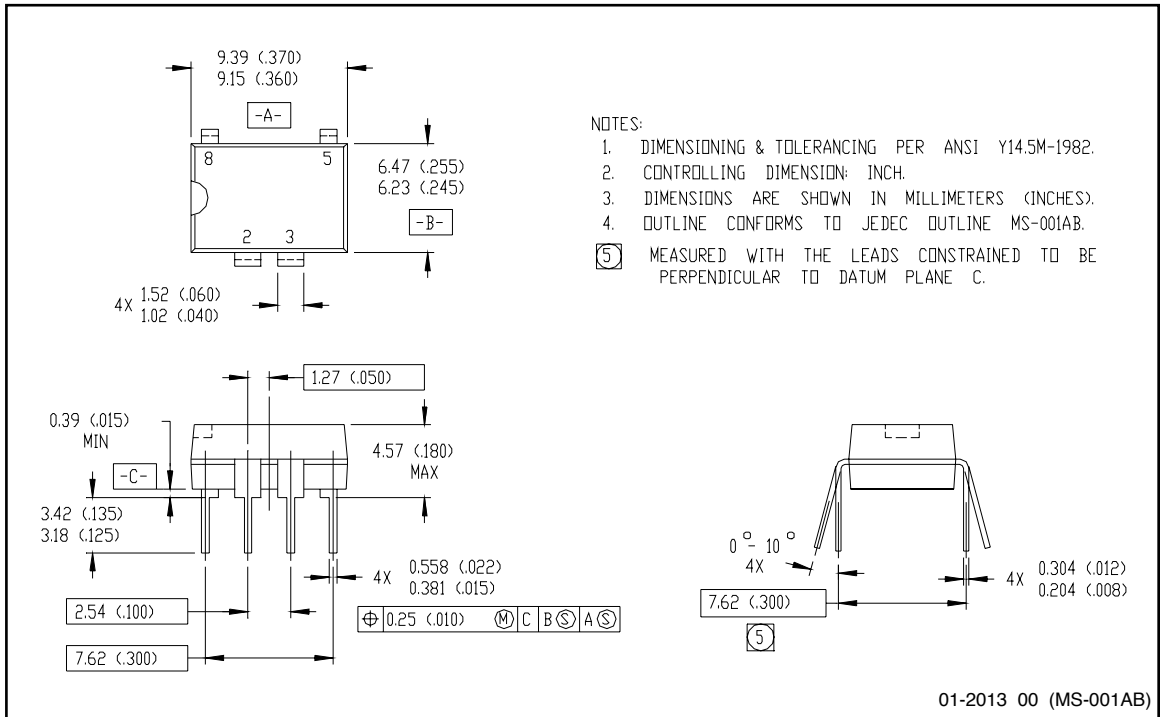 9.39 (.370)
9.15 (.360)
-A-
8 5
6.47 (.255)
6.23 (.245)
-B-
2 3
4X 1.52 (.060)
1.02 (.040)
NOTES:
1. DIMENSIONING & TOLERANCING PER ANSI Y14.5M-1982.
2. CONTROLLING DIMENSION: INCH.
3. DIMENSIONS ARE SHOWN IN MILLIMETERS (INCHES).
4. OUTLINE CONFORMS TO JEDEC OUTLINE MS-001AB.
5 MEASURED WITH THE LEADS CONSTRAINED TO BE
PERPENDICULAR TO DATUM PLANE C.
1.27 (.050)
0.39 (.015)
MIN
-C-
4.57 (.180)
MAX
3.42 (.135)
3.18 (.125)
4X 0.558 (.022)
0.381 (.015)
2.54 (.100)
⌖ 0.25 (.010) Ⓜ C B Ⓢ A Ⓢ
7.62 (.300)
0° - 10°
4X
4X 0.304 (.012)
0.204 (.008)
7.62 (.300)
5
01-2013 00 (MS-001AB)